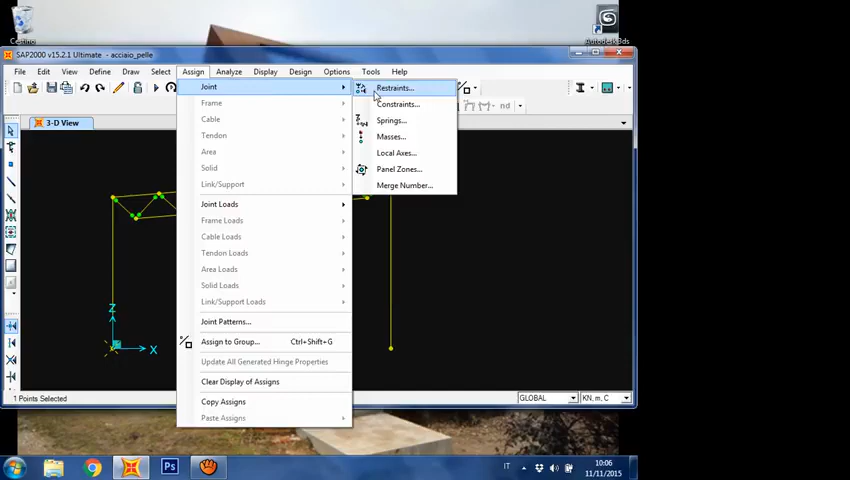 Cestino
Autodesk3ds
SAP2000 v15.2.1 Ultimate - acciaio_pelle
File Edit View Define Draw Select Assign Analyze Display Design Options Tools Help
nd
3-D View
Joint
Frame
Cable
Tendon
Area
Solid
Link/Support
Joint Loads
Frame Loads
Cable Loads
Tendon Loads
Area Loads
Solid Loads
Link/Support Loads
Joint Patterns...
Assign to Group... Ctrl+Shift+G
Update All Generated Hinge Properties
Clear Display of Assigns
Copy Assigns
Paste Assigns
Restraints...
Constraints...
Springs...
Masses...
Local Axes...
Panel Zones...
Merge Number...
Z
X
1 Points Selected
GLOBAL
KN, m, C
Ps
IT
10:06
11/11/2015